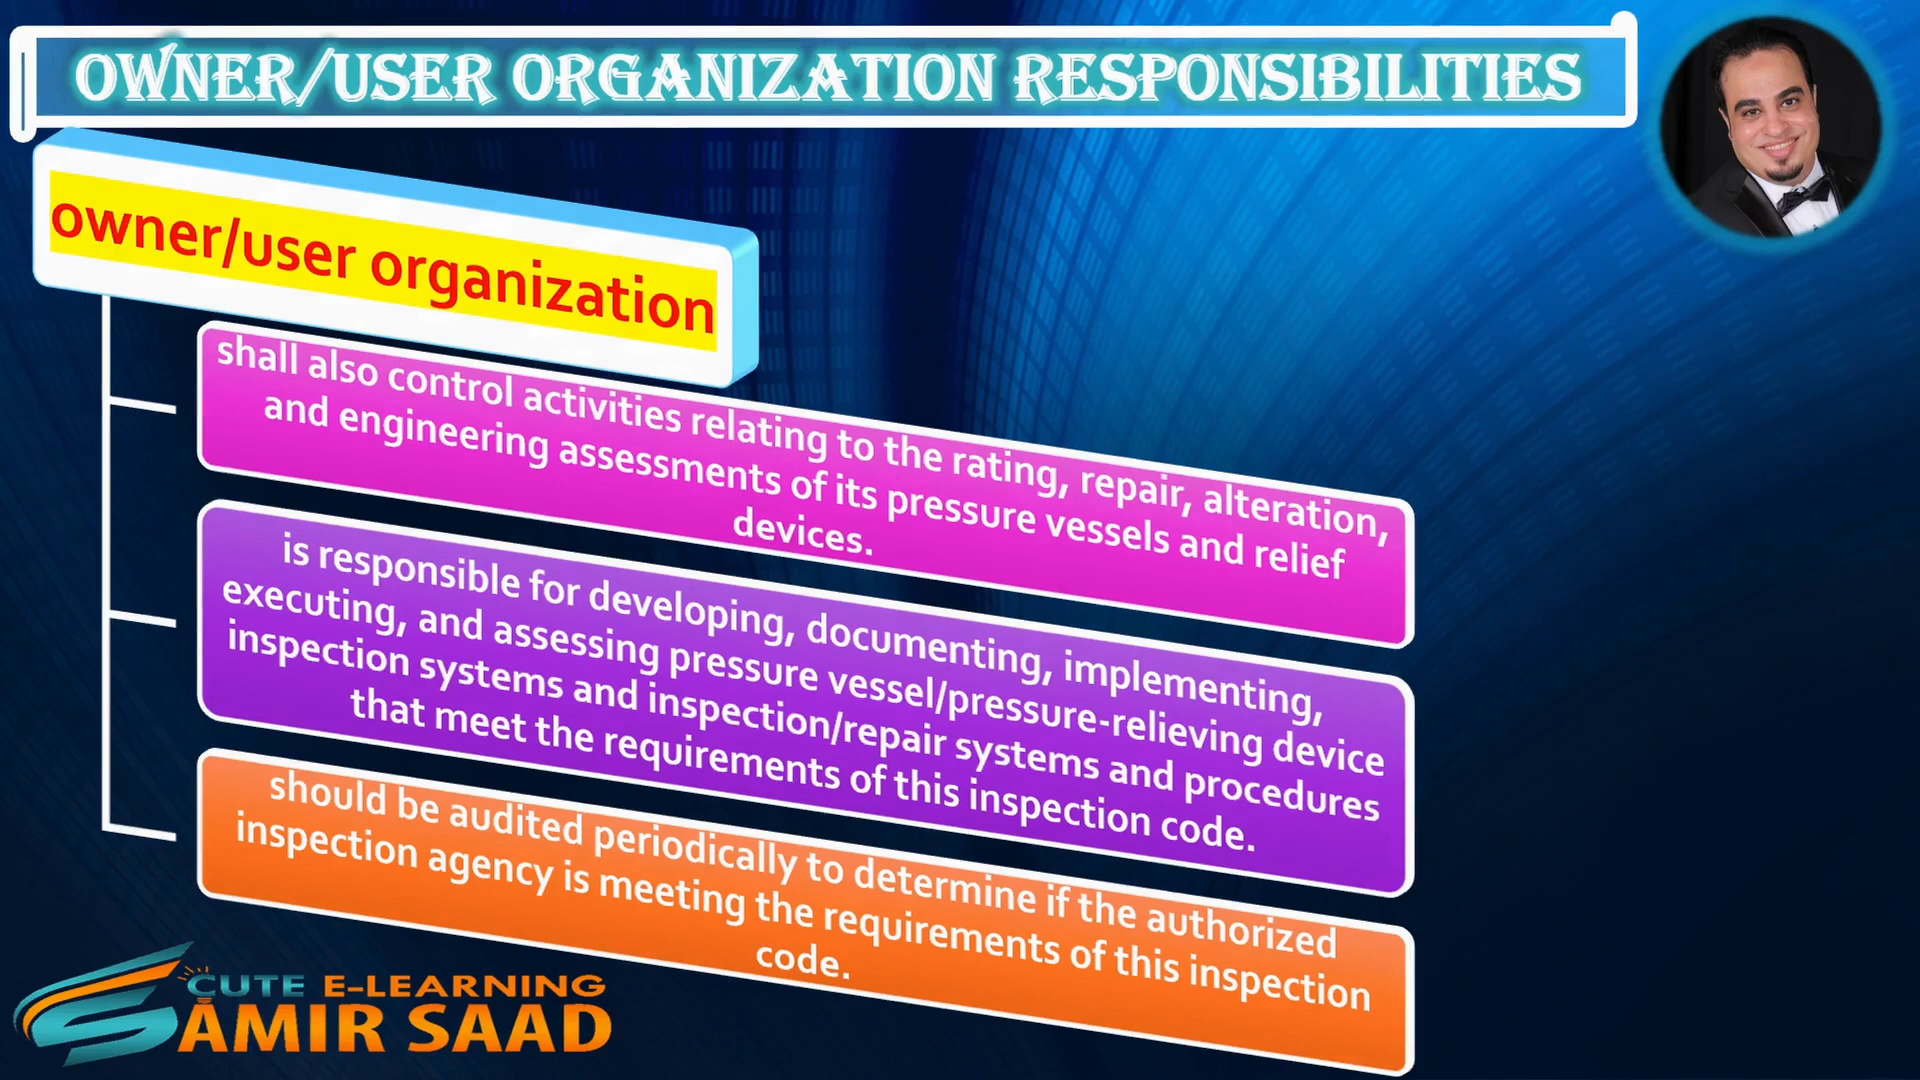 OWNER/USER ORGANIZATION RESPONSIBILITIES
owner/user organization
shall also control activities relating to the rating, repair, alteration,
and engineering assessments of its pressure vessels and relief
devices.
is responsible for developing, documenting, implementing,
executing, and assessing pressure vessel/pressure-relieving device
inspection systems and inspection/repair systems and procedures
that meet the requirements of this inspection code.
should be audited periodically to determine if the authorized
inspection agency is meeting the requirements of this inspection
code.
CUTE E-LEARNING
AMIR SAAD